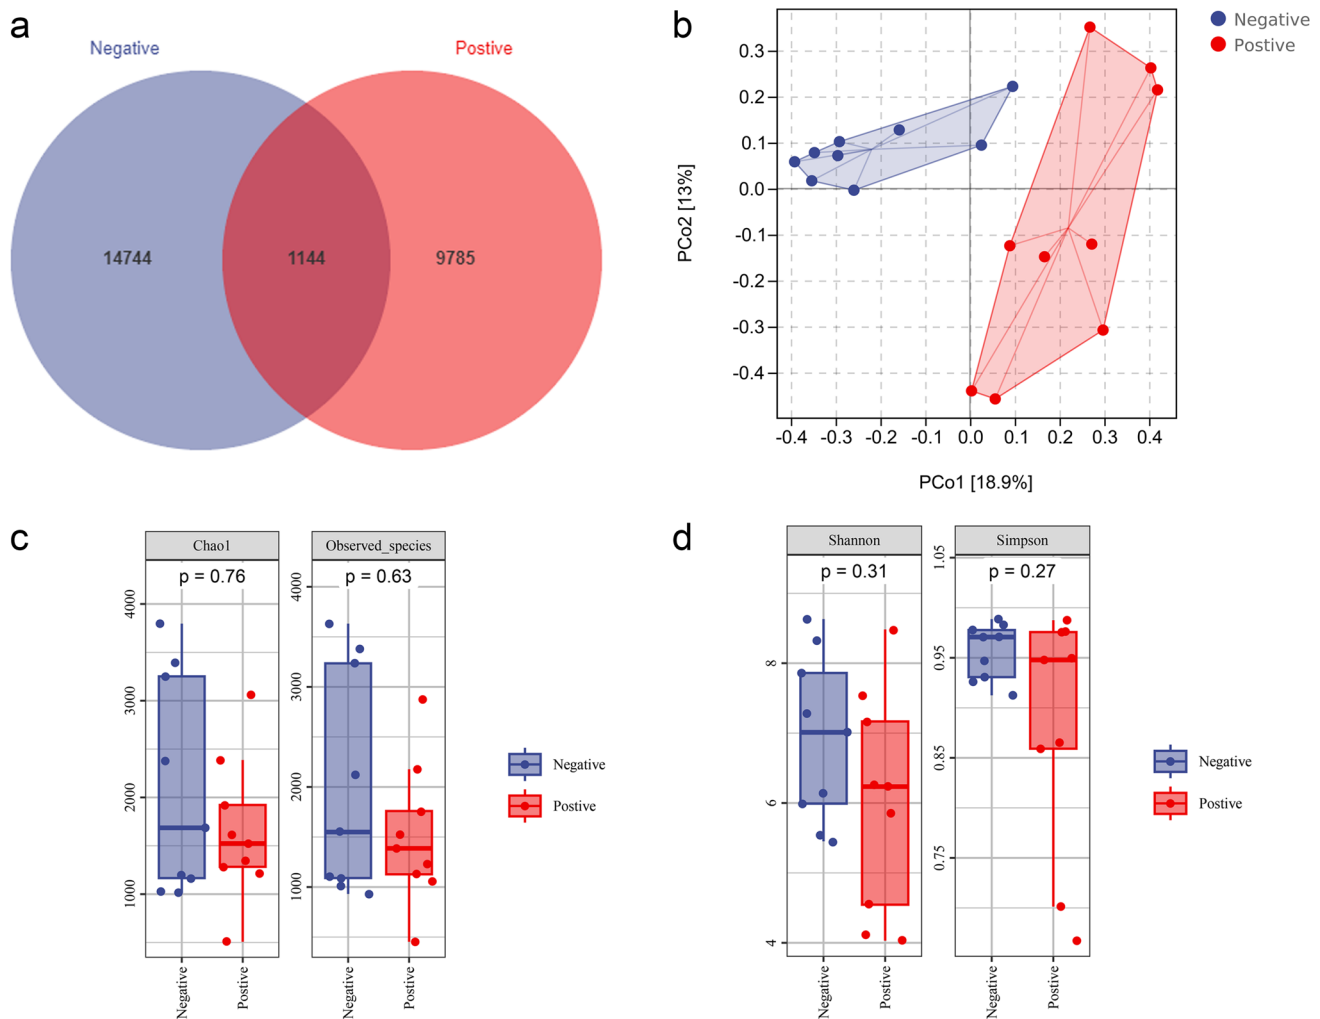 a
Negative
Postive
14744
1144
9785
b
Negative
Postive
PCo2 [13%]
0.3
0.2
0.1
0.0
-0.1
-0.2
-0.3
-0.4
-0.4 -0.3 -0.2 -0.1 0.0 0.1 0.2 0.3 0.4
PCo1 [18.9%]
c
Chao1
p = 0.76
4000
3000
2000
1000
Negative
Postive
Observed_species
p = 0.63
4000
3000
2000
1000
Negative
Postive
Negative
Postive
d
Shannon
p = 0.31
8
6
4
Negative
Postive
Simpson
p = 0.27
1.05
0.95
0.85
0.75
Negative
Postive
Negative
Postive